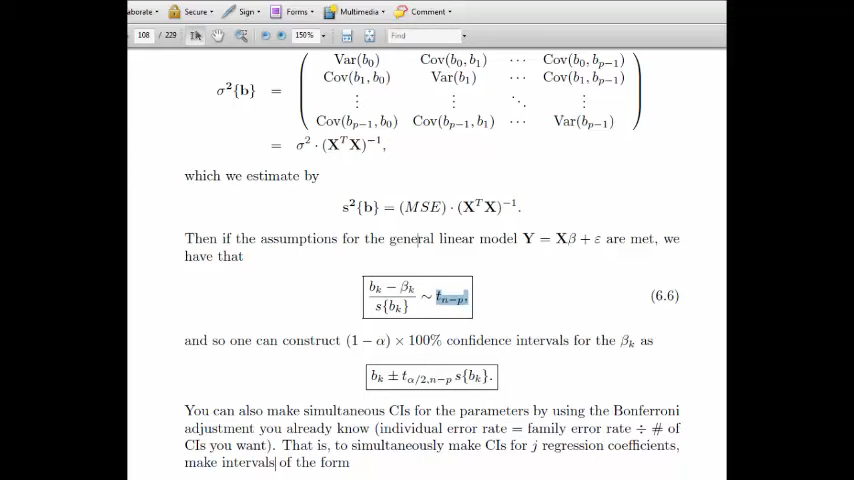 aborate Secure Sign Forms Multimedia Comment
108 / 229 150% Find
Var(b₀) Cov(b₀, b₁) ⋯ Cov(b₀, bₚ₋₁)
Cov(b₁, b₀) Var(b₁) ⋯ Cov(b₁, bₚ₋₁)
σ²{b} = ⋮ ⋮ ⋱ ⋮
Cov(bₚ₋₁, b₀) Cov(bₚ₋₁, b₁) ⋯ Var(bₚ₋₁)
= σ² · (XᵀX)⁻¹,
which we estimate by
s²{b} = (MSE) · (XᵀX)⁻¹.
Then if the assumptions for the general linear model Y = Xβ + ε are met, we
have that
(bₖ − βₖ) / s{bₖ} ∼ tₙ₋ₚ, (6.6)
and so one can construct (1 − α) × 100% confidence intervals for the βₖ as
bₖ ± t_{α/2,n−p} s{bₖ}.
You can also make simultaneous CIs for the parameters by using the Bonferroni
adjustment you already know (individual error rate = family error rate ÷ # of
CIs you want). That is, to simultaneously make CIs for j regression coefficients,
make intervals of the form